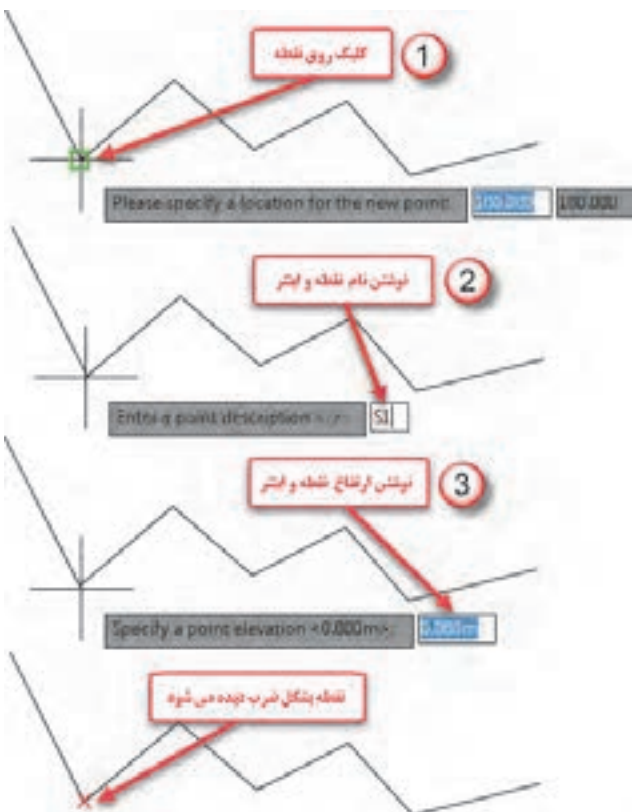 کلیک روی نقطه
1
Please specify a location for the new point:
100.000
نوشتن نام نقطه و اینتر
2
Enter a point description
S1
نوشتن ارتفاع نقطه و اینتر
3
Specify a point elevation <0.000m>:
0.000m
نقطه بشکل ضرب دیده می شود